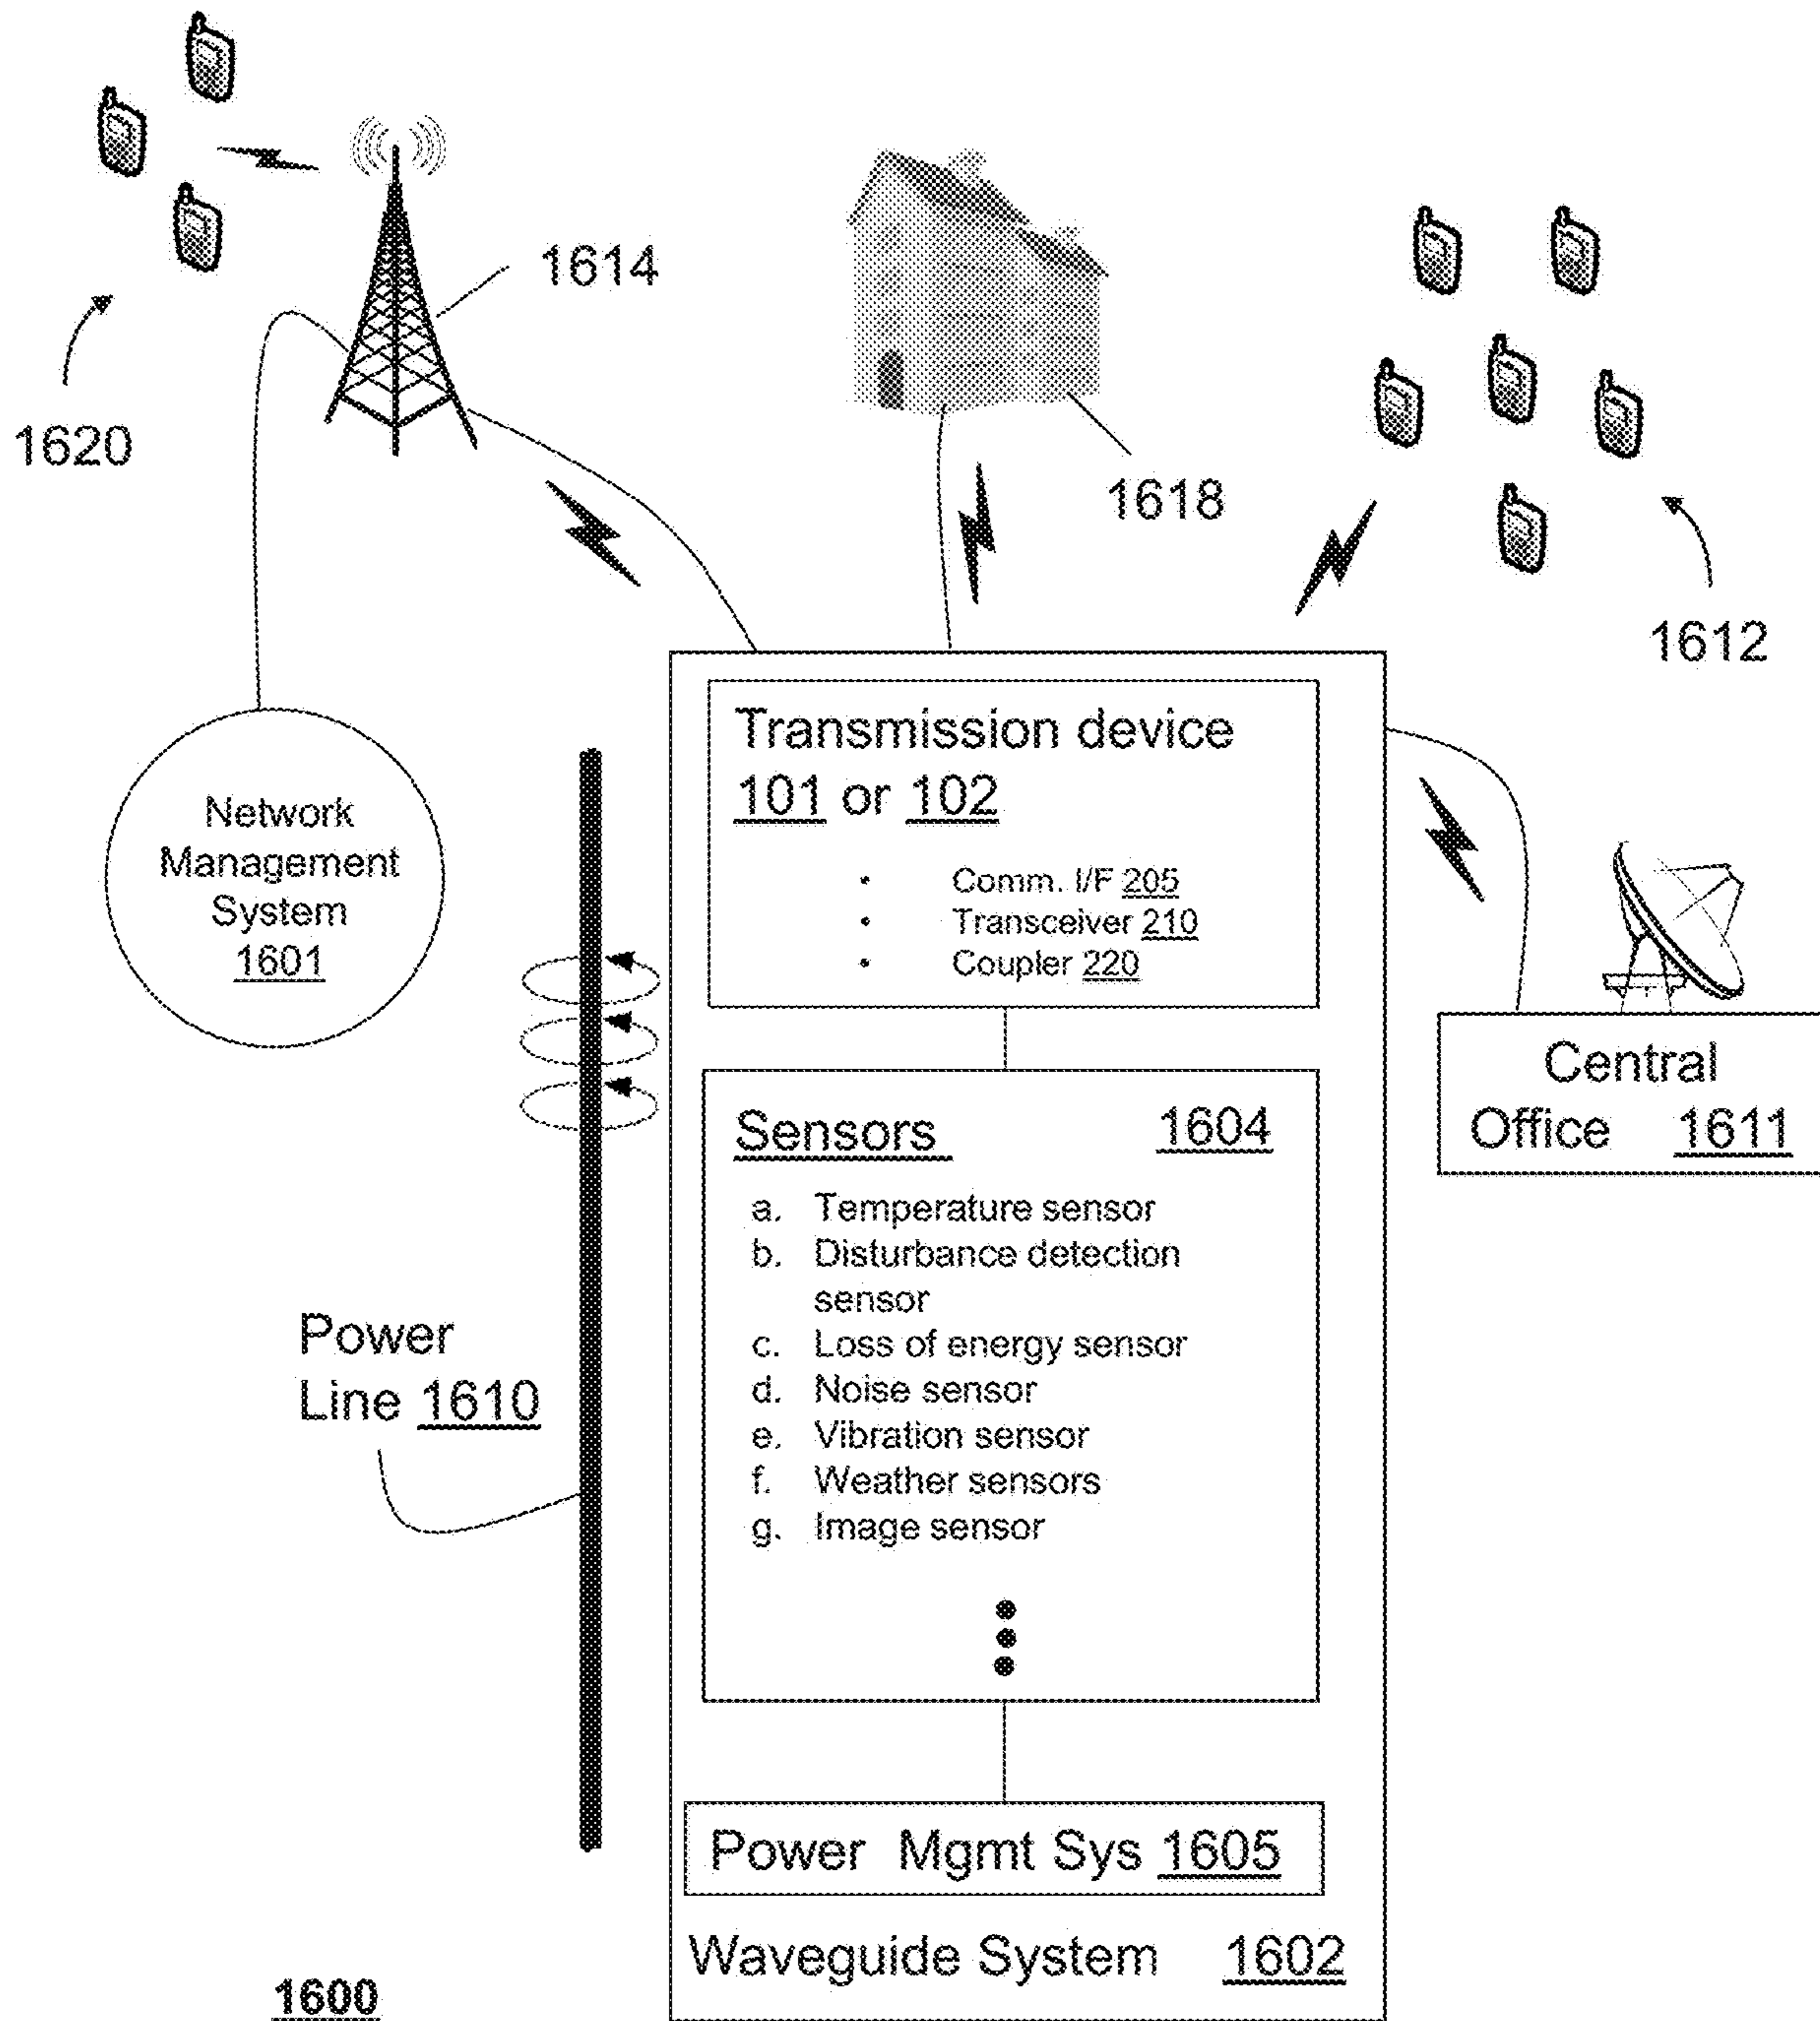 1614
1620
1618
1612
Network
Management
System
1601
Transmission device
101 or 102
• Comm. I/F 205
• Transceiver 210
• Coupler 220
Central
Office 1611
Sensors 1604
a. Temperature sensor
b. Disturbance detection
sensor
c. Loss of energy sensor
d. Noise sensor
e. Vibration sensor
f. Weather sensors
g. Image sensor
Power
Line 1610
Power Mgmt Sys 1605
Waveguide System 1602
1600